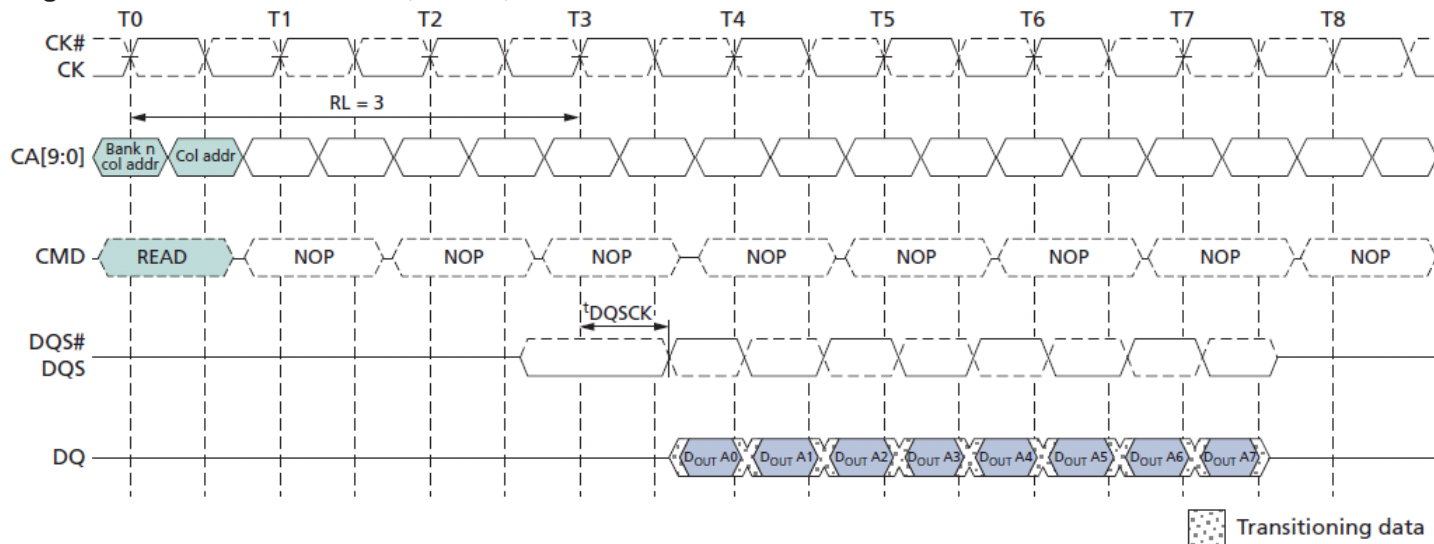 T0 T1 T2 T3 T4 T5 T6 T7 T8
CK#
CK
RL = 3
CA[9:0] Bank n col addr Col addr
CMD READ NOP NOP NOP NOP NOP NOP NOP NOP
tDQSCK
DQS#
DQS
DQ DOUT A0 DOUT A1 DOUT A2 DOUT A3 DOUT A4 DOUT A5 DOUT A6 DOUT A7
Transitioning data